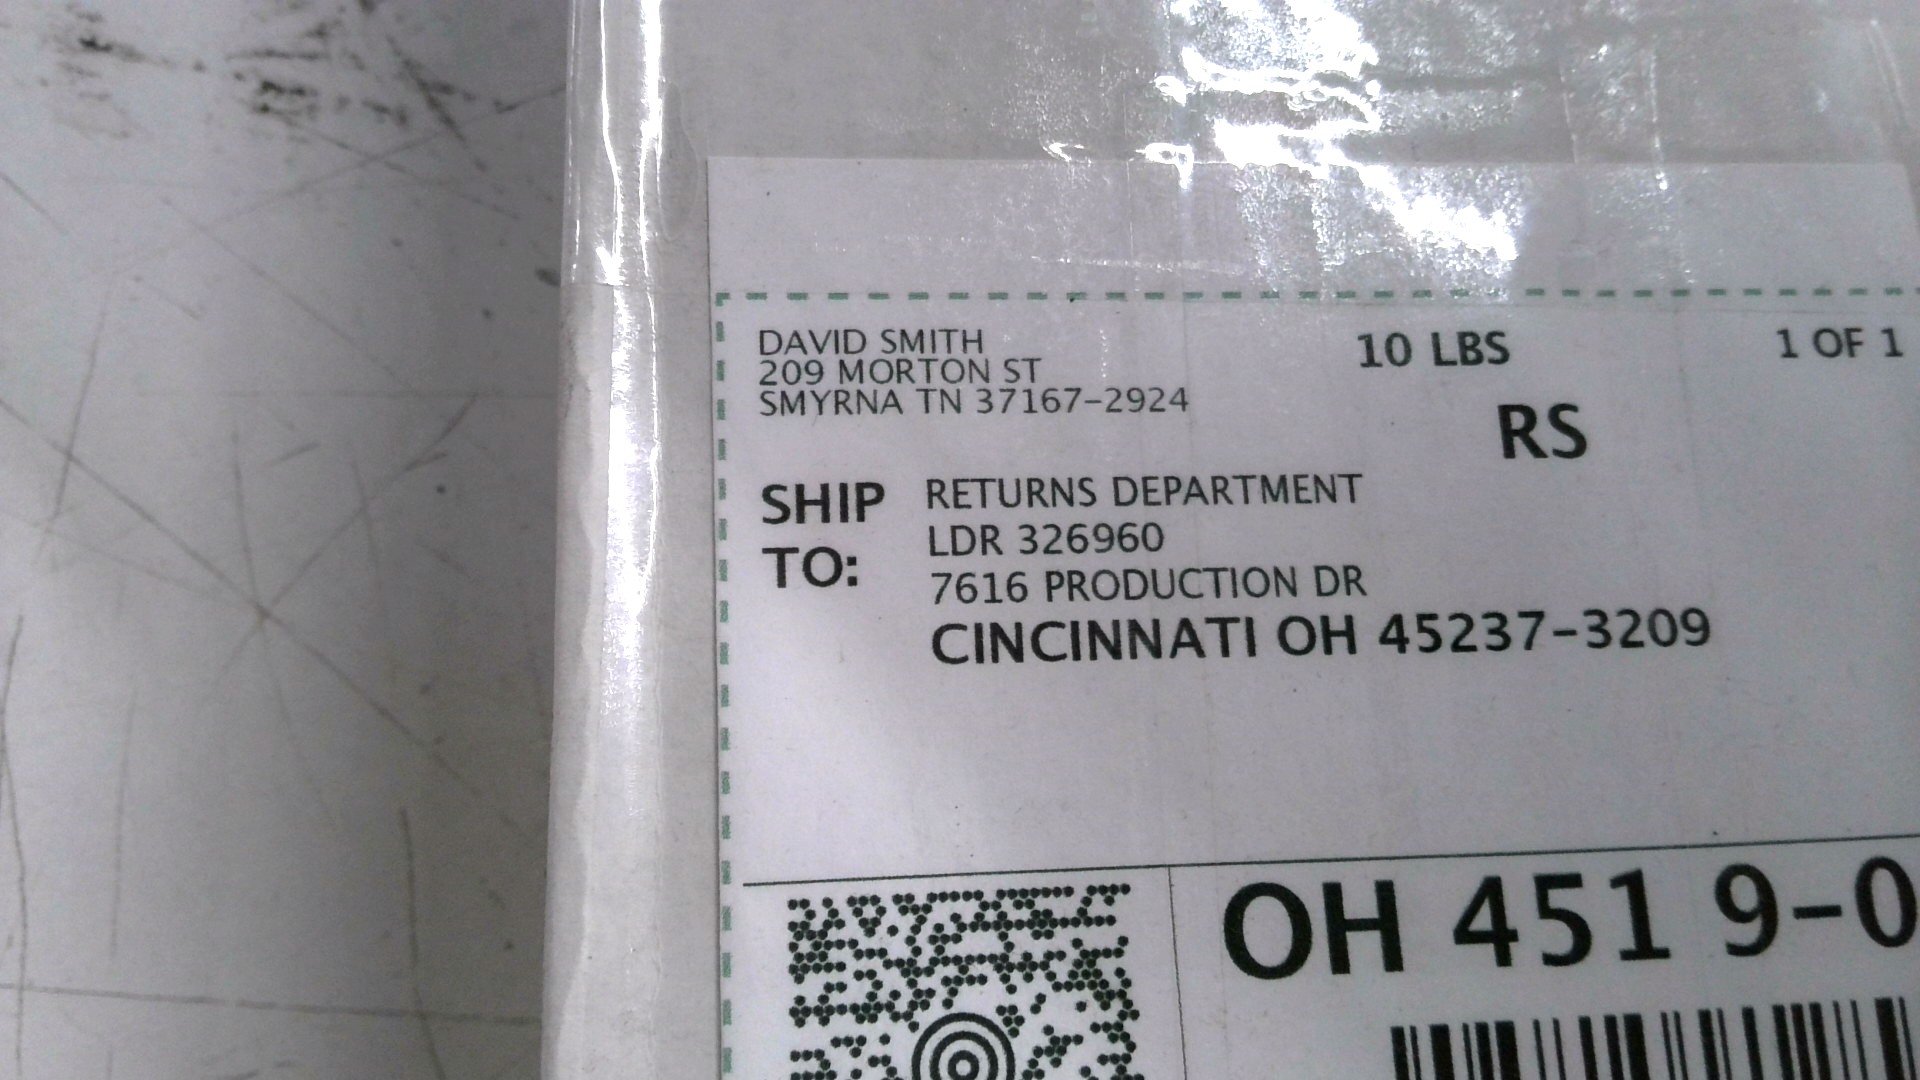 DAVID SMITH
209 MORTON ST
SMYRNA TN 37167-2924
10 LBS
1 OF 1
RS
SHIP TO:
RETURNS DEPARTMENT
LDR 326960
7616 PRODUCTION DR
CINCINNATI OH 45237-3209
OH 451 9-0